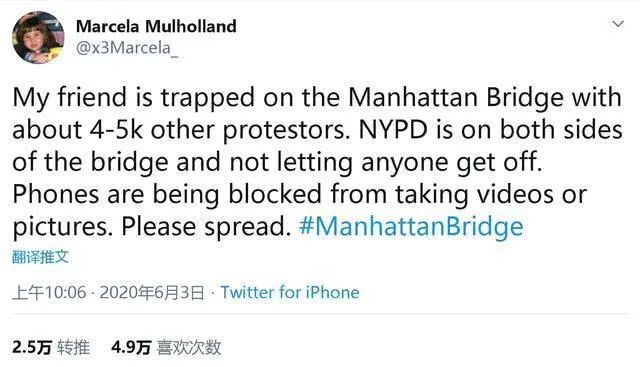 Marcela Mulholland
@x3Marcela_
My friend is trapped on the Manhattan Bridge with
about 4-5k other protestors. NYPD is on both sides
of the bridge and not letting anyone get off.
Phones are being blocked from taking videos or
pictures. Please spread. #ManhattanBridge
翻译推文
上午10:06 · 2020年6月3日 · Twitter for iPhone
2.5万 转推 4.9万 喜欢次数